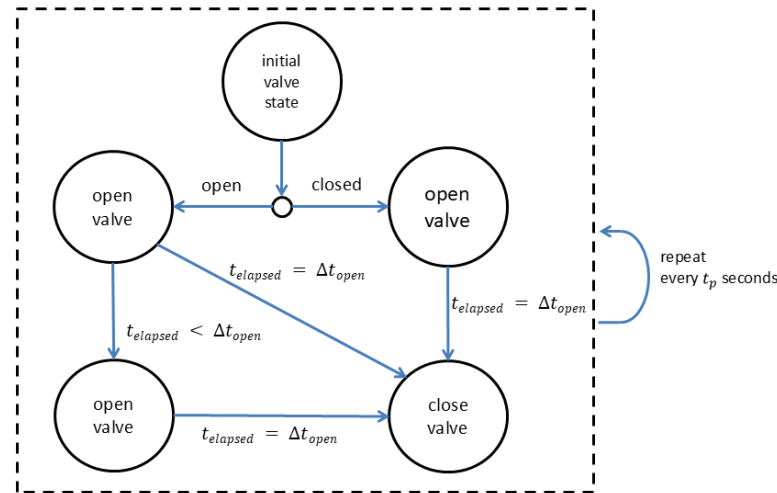 initial
valve
state
open
closed
open
valve
open
valve
t_elapsed = Δt_open
repeat
every t_p seconds
t_elapsed = Δt_open
t_elapsed < Δt_open
open
valve
t_elapsed = Δt_open
close
valve